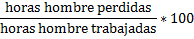 horas hombre perdidas
horas hombre trabajadas * 100